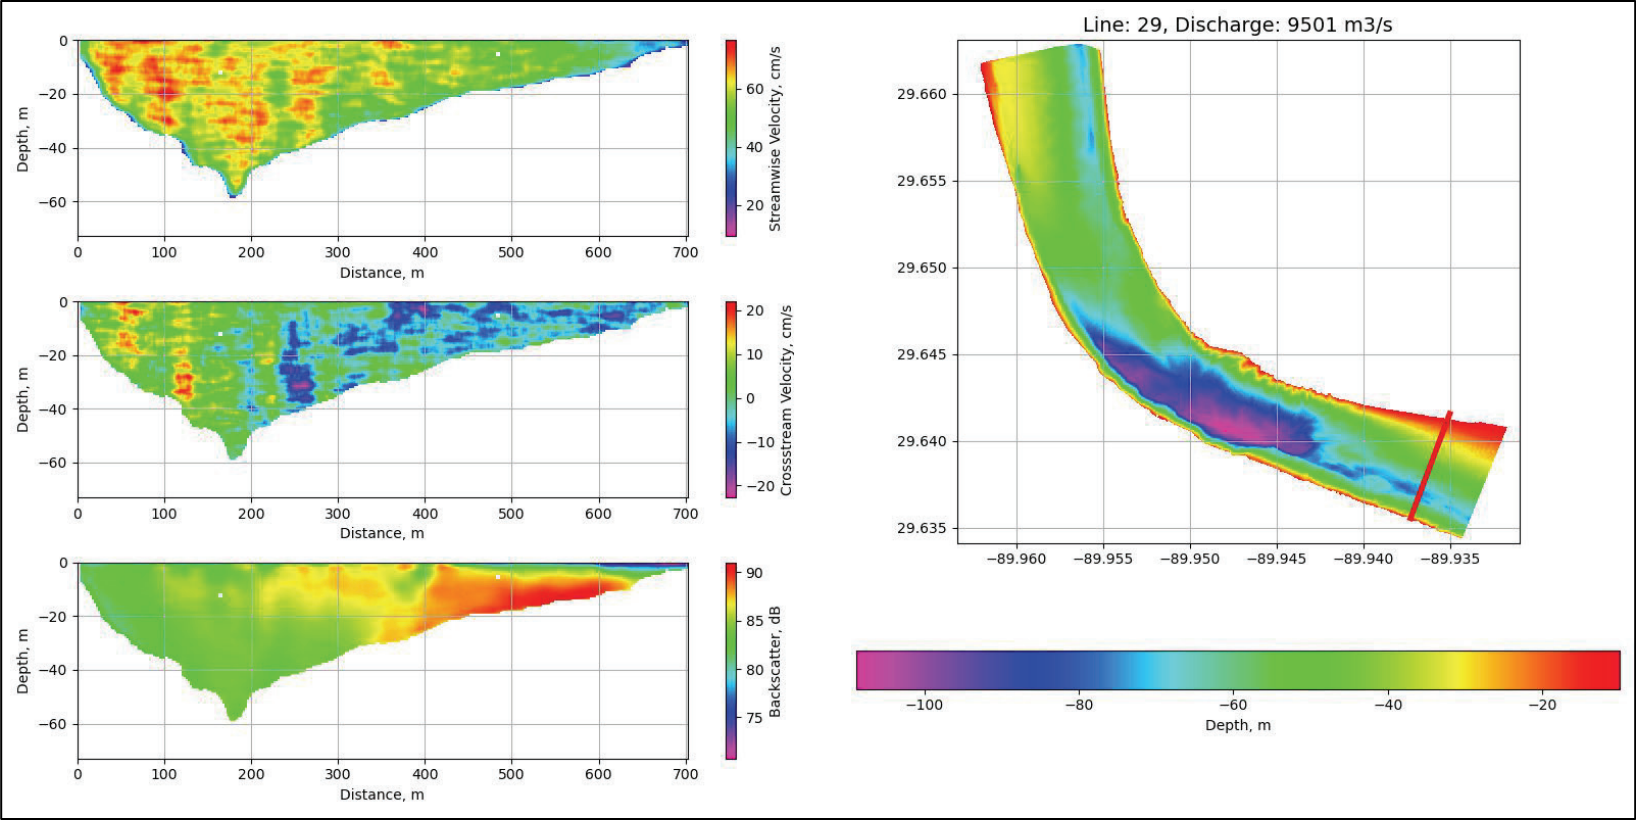 0
−20
−40
−60
Depth, m
0 100 200 300 400 500 600 700
Distance, m
60
40
20
Streamwise Velocity, cm/s
0
−20
−40
−60
Depth, m
0 100 200 300 400 500 600 700
Distance, m
20
10
0
−10
−20
Crosssstream Velocity, cm/s
0
−20
−40
−60
Depth, m
0 100 200 300 400 500 600 700
Distance, m
90
85
80
75
Backscatter, dB
Line: 29, Discharge: 9501 m3/s
29.660
29.655
29.650
29.645
29.640
29.635
−89.960 −89.955 −89.950 −89.945 −89.940 −89.935
−100 −80 −60 −40 −20
Depth, m